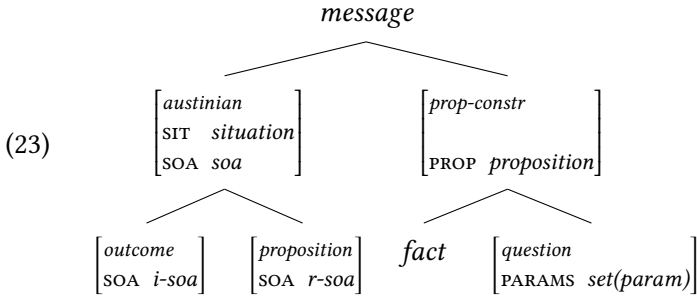 message
austinian prop-constr
(23) SIT situation
SOA soa PROP proposition
outcome proposition fact question
SOA i-soa SOA r-soa PARAMS set(param)